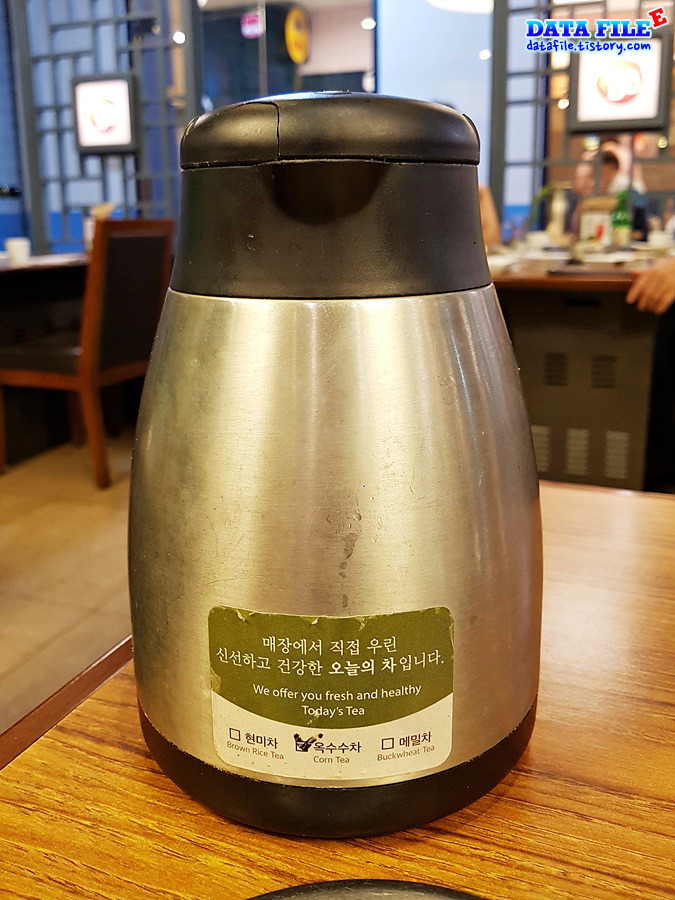 DATA FILE E
datafile.tistory.com
매장에서 직접 우린
신선하고 건강한 오늘의 차입니다.
We offer you fresh and healthy
Today's Tea
현미차 옥수수차 메밀차
Brown Rice Tea Corn Tea Buckwheat Tea